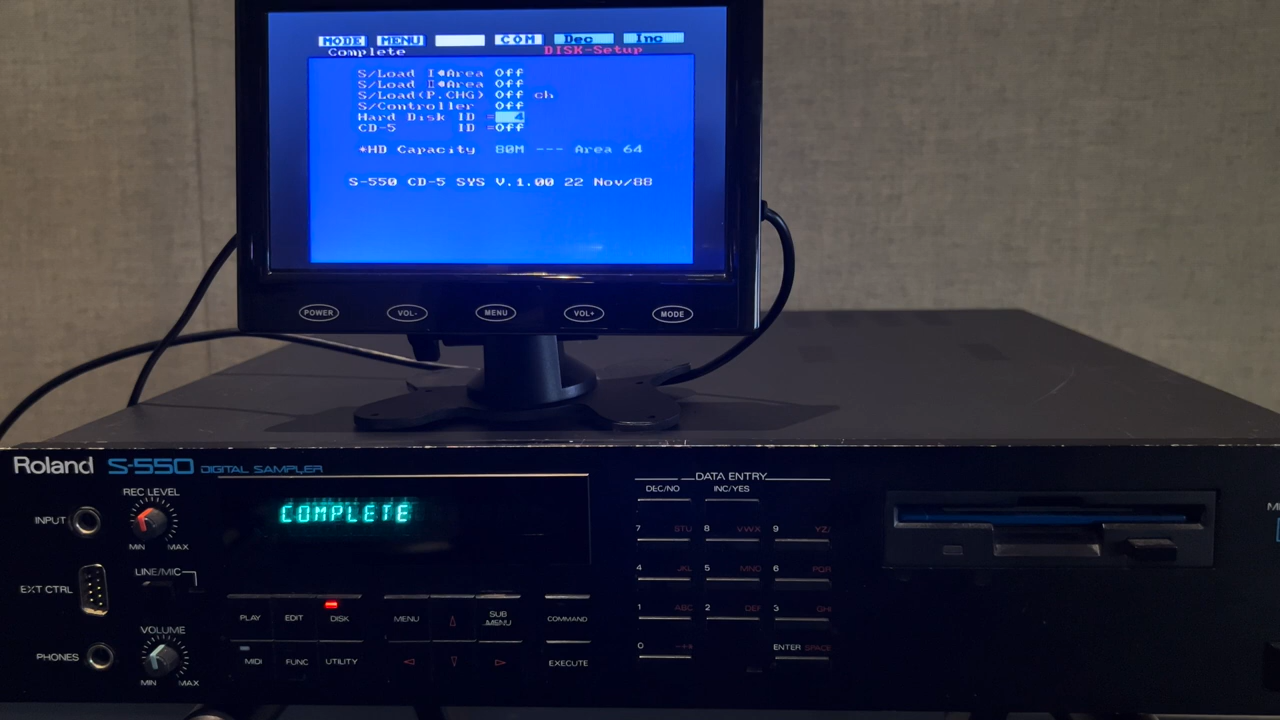 MODE MENU COM Dec Inc
Complete DISK-Setup
S/Load I◄Area Off
S/Load I◄Area Off
S/Load(P.CHG) Off ch
S/Controller Off
Hard Disk ID = 4
CD-5 ID =Off
*HD Capacity 80M --- Area 64
S-550 CD-5 SYS V.1.00 22 Nov/88
POWER VOL- MENU VOL+ MODE
Roland S-550 DIGITAL SAMPLER
REC LEVEL
INPUT
MIN MAX
LINE/MIC
EXT CTRL
VOLUME
PHONES
MIN MAX
COMPLETE
PLAY EDIT DISK MENU △ SUB MENU COMMAND
MIDI FUNC UTILITY ◁ ▽ ▷ EXECUTE
DATA ENTRY
DEC/NO INC/YES
7 STU 8 VWX 9 YZ/
4 JKL 5 MNO 6 PQR
1 ABC 2 DEF 3 GHI
0 -→ ENTER SPACE